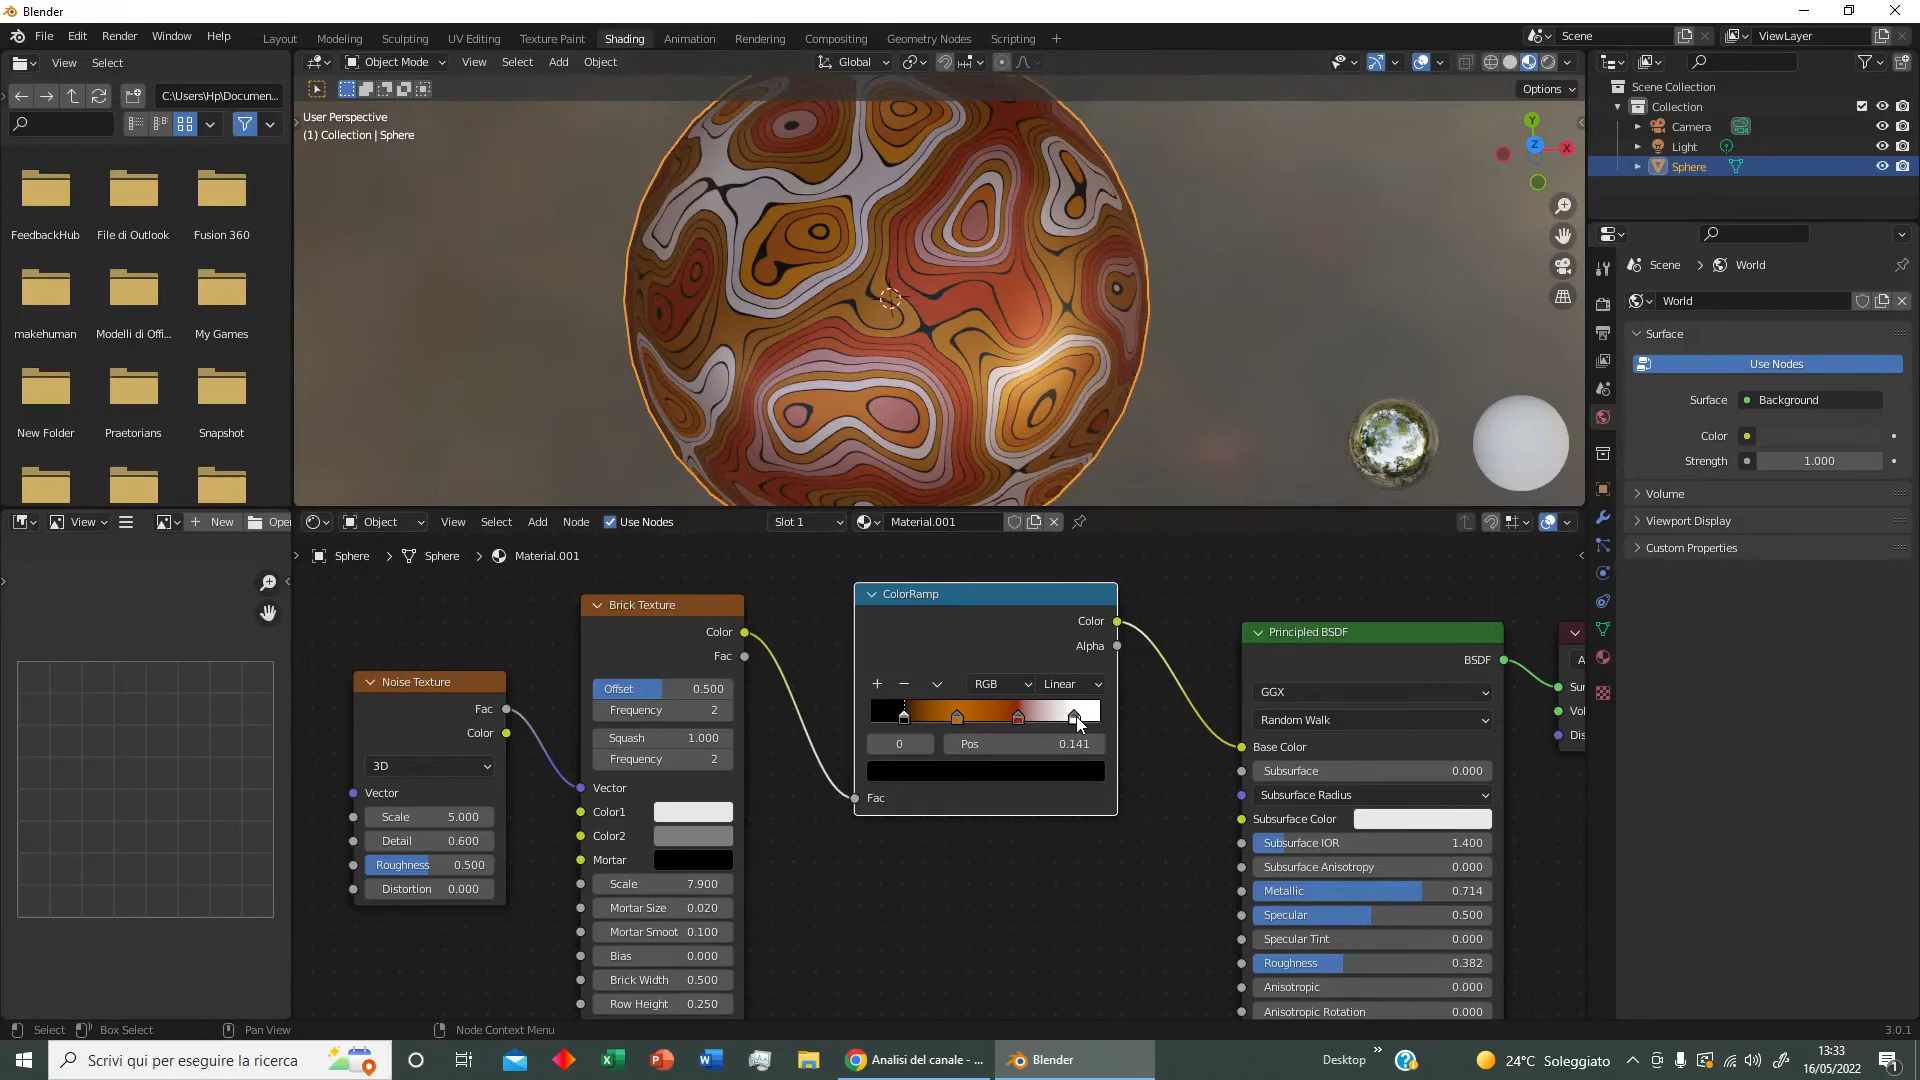 Blender
File Edit Render Window Help
Layout Modeling Sculpting UV Editing Texture Paint Shading Animation Rendering Compositing Geometry Nodes Scripting
Scene
ViewLayer
View Select
Object Mode View Select Add Object
Global
C:\Users\Hp\Documen...
Options
User Perspective
(1) Collection | Sphere
Y
Z
X
Scene Collection
Collection
Camera
Light
Sphere
FeedbackHub File di Outlook Fusion 360
makehuman Modelli di Offi... My Games
New Folder Praetorians Snapshot
Scene > World
World
Surface
Use Nodes
Surface Background
Color
Strength 1.000
Volume
Viewport Display
Custom Properties
View New Open
Object View Select Add Node Use Nodes Slot 1 Material.001
Sphere > Sphere > Material.001
Noise Texture
Fac
Color
3D
Vector
Scale 5.000
Detail 0.600
Roughness 0.500
Distortion 0.000
Brick Texture
Color
Fac
Offset 0.500
Frequency 2
Squash 1.000
Frequency 2
Vector
Color1
Color2
Mortar
Scale 7.900
Mortar Size 0.020
Mortar Smoot 0.100
Bias 0.000
Brick Width 0.500
Row Height 0.250
ColorRamp
Color
Alpha
RGB Linear
0 Pos 0.141
Fac
Principled BSDF
BSDF
GGX
Random Walk
Base Color
Subsurface 0.000
Subsurface Radius
Subsurface Color
Subsurface IOR 1.400
Subsurface Anisotropy 0.000
Metallic 0.714
Specular 0.500
Specular Tint 0.000
Roughness 0.382
Anisotropic 0.000
Anisotropic Rotation 0.000
A
Sur
Vol
Dis
Select Box Select Pan View Node Context Menu 3.0.1
Scrivi qui per eseguire la ricerca
Analisi del canale - ...
Blender
Desktop
24°C Soleggiato
13:33
16/05/2022
1